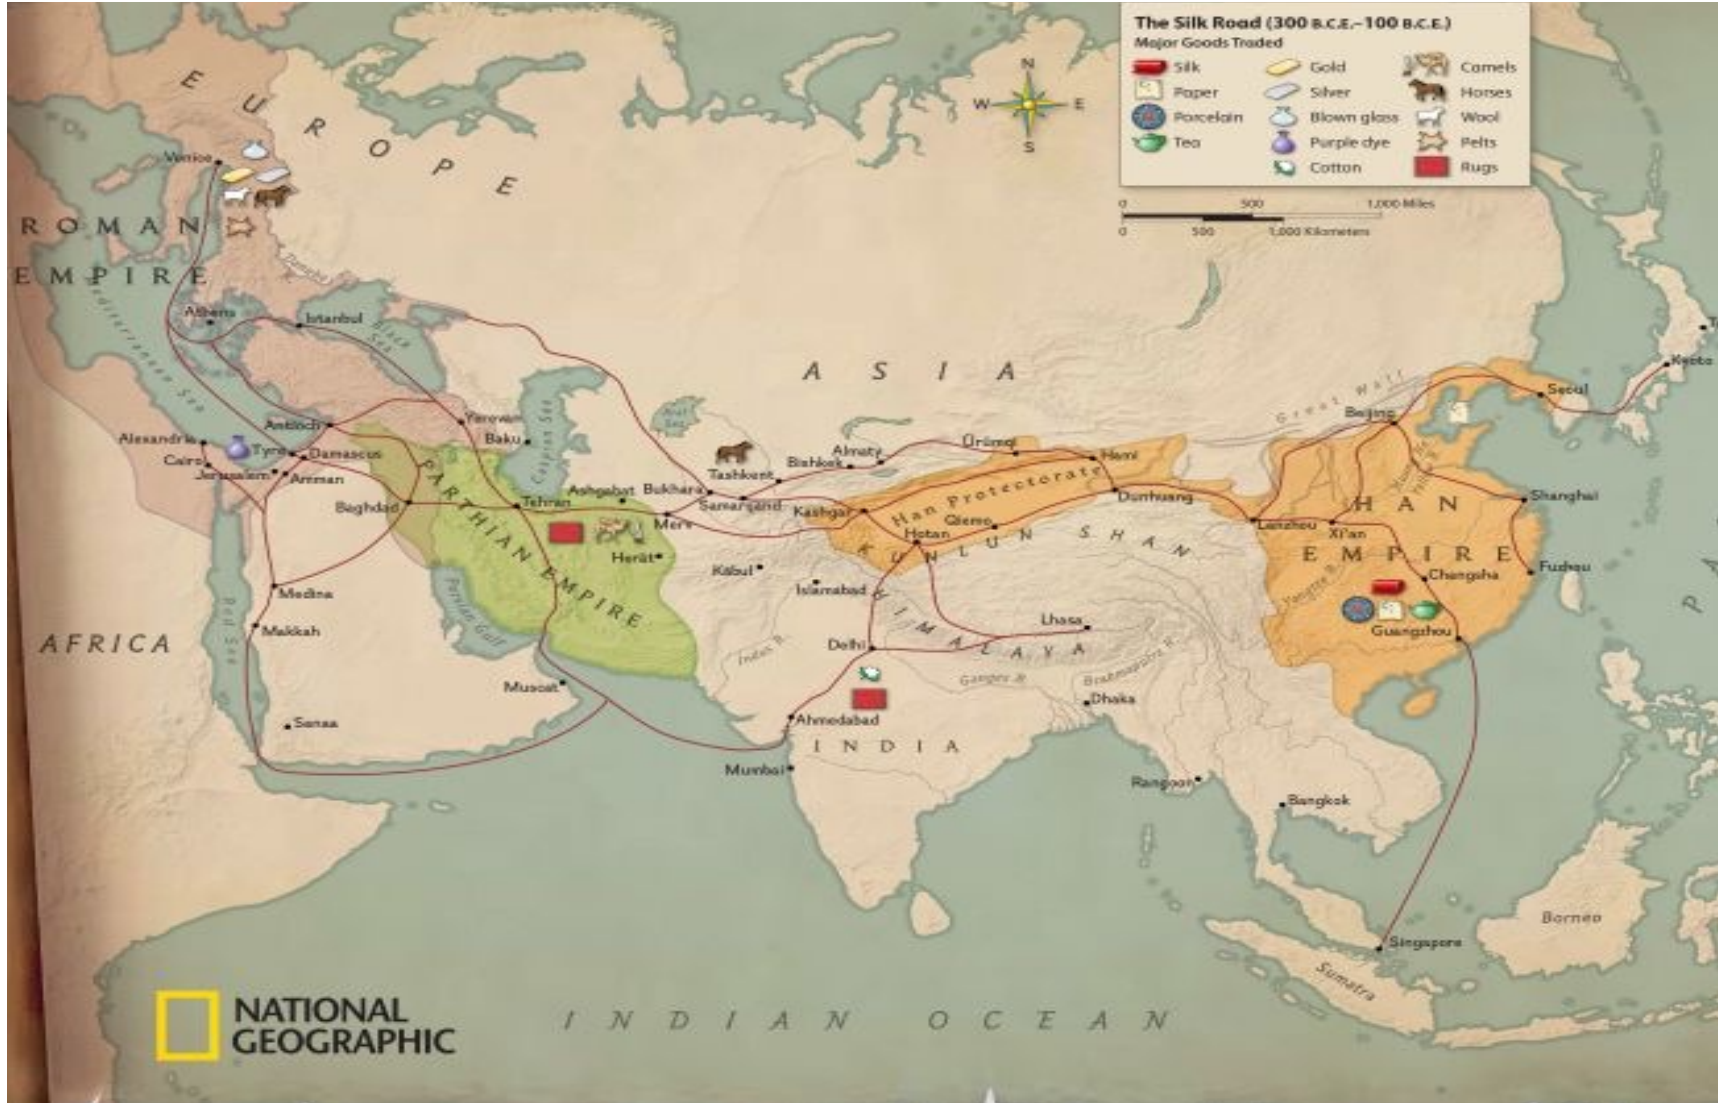 The Silk Road (300 B.C.E.–100 B.C.E.)
Major Goods Traded
Silk
Gold
Camels
Paper
Silver
Horses
Porcelain
Blown glass
Wool
Tea
Purple dye
Pelts
Cotton
Rugs
0 500 1,000 Miles
0 500 1,000 Kilometers
N
W E
S
EUROPE
Venice
ROMAN
EMPIRE
Danube R.
Mediterranean Sea
Athens
Istanbul
Black
Sea
ASIA
Great Wall
Beijing
Seoul
Kyoto
Aral
Sea
Caspian Sea
Yerevan
Baku
Antioch
Alexandria
Tyre
Damascus
Cairo
Jerusalem
Amman
Baghdad
PARTHIAN EMPIRE
Tehran
Ashgabat
Bukhara
Merv
Herāt
Tashkent
Samarqand
Bishkek
Almaty
Ürümqi
Hami
Kashgar
Han Protectorate
Dunhuang
Qiemo
Hotan
KUNLUN SHAN
Lanzhou
Xi'an
HAN
EMPIRE
Shanghai
Fuzhou
Changsha
Yangtze R.
Guangzhou
Kābul
Islamabad
HIMALAYA
Lhasa
Delhi
Indus R.
Ganges R.
Brahmaputra R.
Dhaka
Medina
Makkah
Red Sea
Persian Gulf
AFRICA
Muscat
Sanaa
Ahmedabad
INDIA
Mumbai
Rangoon
Bangkok
Singapore
Borneo
Sumatra
INDIAN OCEAN
NATIONAL
GEOGRAPHIC